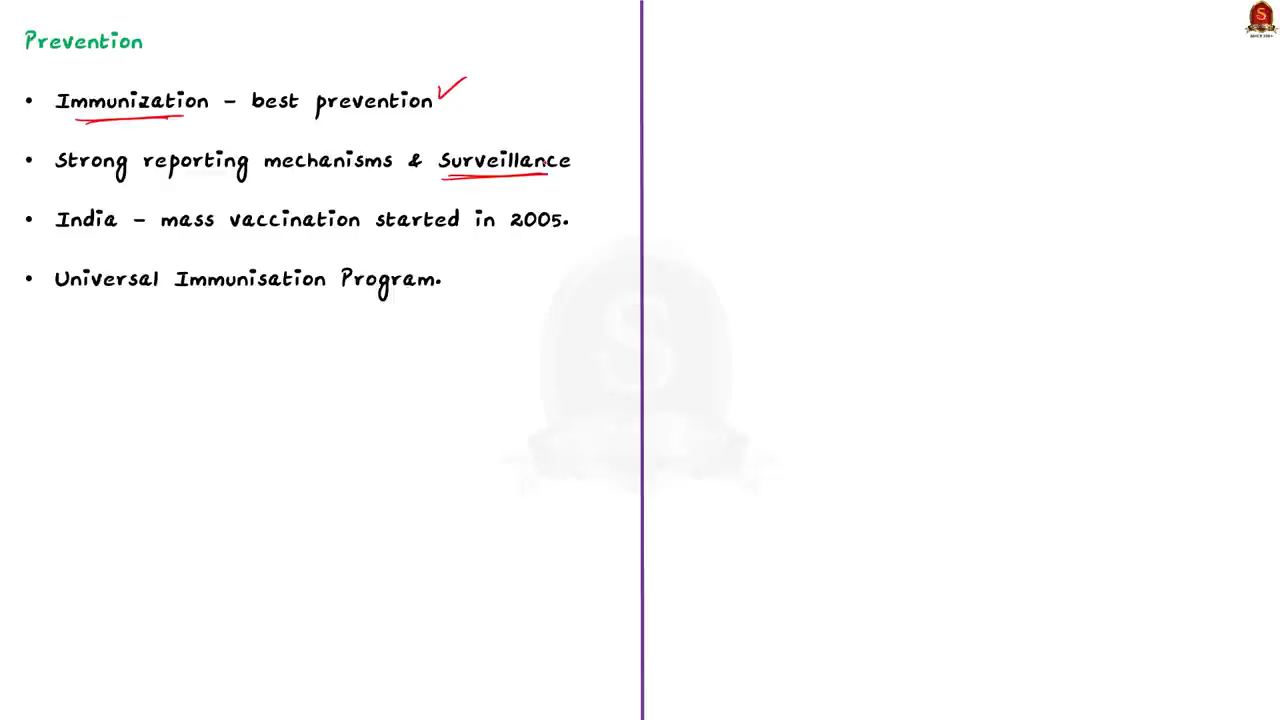 Prevention
• Immunization - best prevention
• Strong reporting mechanisms & Surveillance
• India - mass vaccination started in 2005.
• Universal Immunisation Program.
S